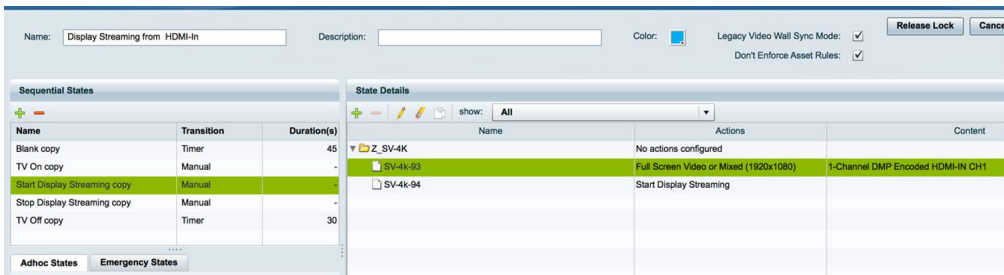 Name: Display Streaming from HDMI-In Description: Color: Legacy Video Wall Sync Mode: Release Lock Cance
Don't Enforce Asset Rules:
Sequential States State Details
show: All
Name Transition Duration(s) Name Actions Content
Blank copy Timer 45 Z_SV-4K No actions configured
TV On copy Manual - SV-4k-93 Full Screen Video or Mixed (1920x1080) 1-Channel DMP Encoded HDMI-IN CH1
Start Display Streaming copy Manual - SV-4k-94 Start Display Streaming
Stop Display Streaming copy Manual -
TV Off copy Timer 30
Adhoc States Emergency States